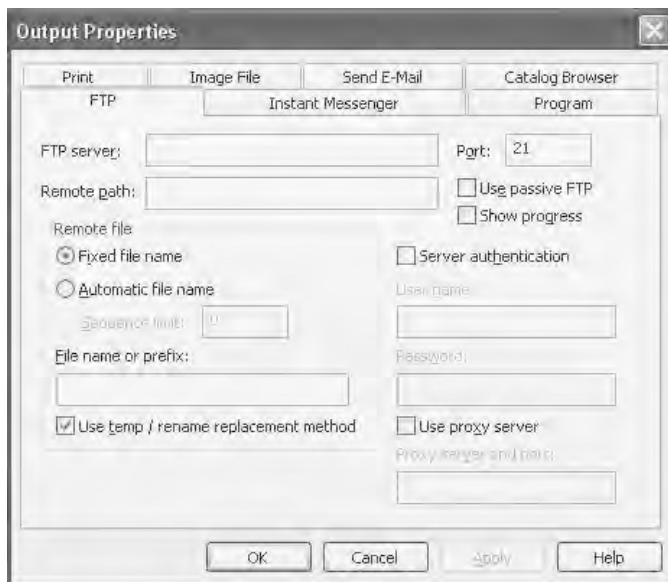 Output Properties
Print
Image File
Send E-Mail
Catalog Browser
FTP
Instant Messenger
Program
FTP server:
Port: 21
Remote path:
Use passive FTP
Show progress
Remote file
Fixed file name
Server authentication
Automatic file name
User name:
Sequence limit: 0
File name or prefix:
Password:
Use temp / rename replacement method
Use proxy server
Proxy server and port:
OK
Cancel
Apply
Help